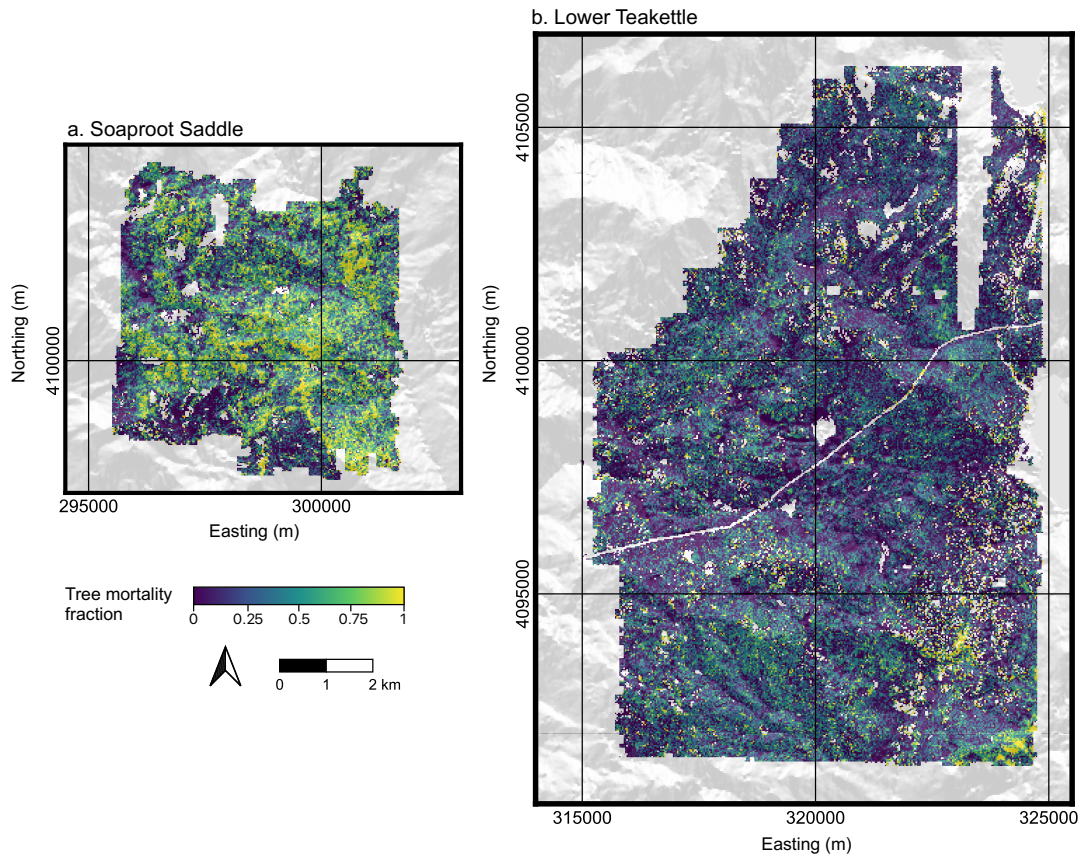 b. Lower Teakettle
a. Soaproot Saddle
4105000
4100000
4095000
Northing (m)
4100000
Northing (m)
295000
300000
Easting (m)
Tree mortality
fraction
0
0.25
0.5
0.75
1
0
1
2 km
315000
320000
325000
Easting (m)